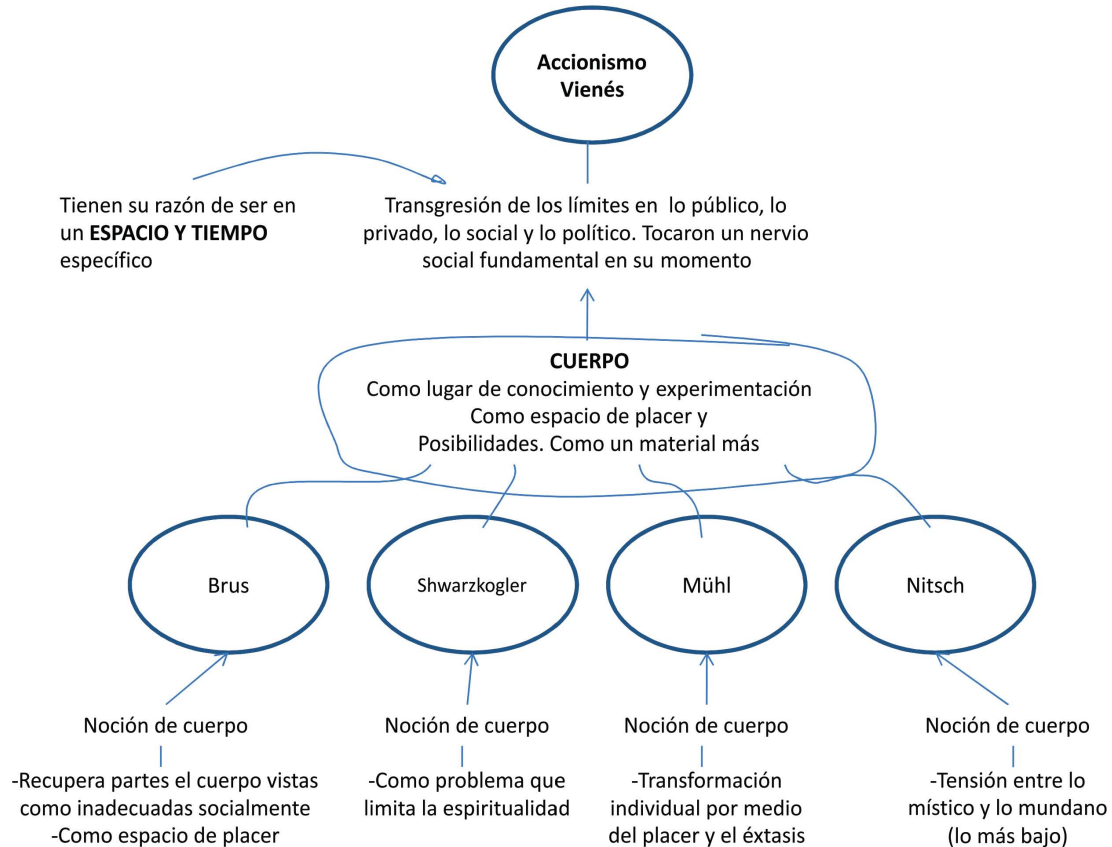 Accionismo
Vienés
Tienen su razón de ser en
un ESPACIO Y TIEMPO
específico
Transgresión de los límites en lo público, lo
privado, lo social y lo político. Tocaron un nervio
social fundamental en su momento
CUERPO
Como lugar de conocimiento y experimentación
Como espacio de placer y
Posibilidades. Como un material más
Brus
Shwarzkogler
Mühl
Nitsch
Noción de cuerpo
-Recupera partes el cuerpo vistas
como inadecuadas socialmente
-Como espacio de placer
Noción de cuerpo
-Como problema que
limita la espiritualidad
Noción de cuerpo
-Transformación
individual por medio
del placer y el éxtasis
Noción de cuerpo
-Tensión entre lo
místico y lo mundano
(lo más bajo)